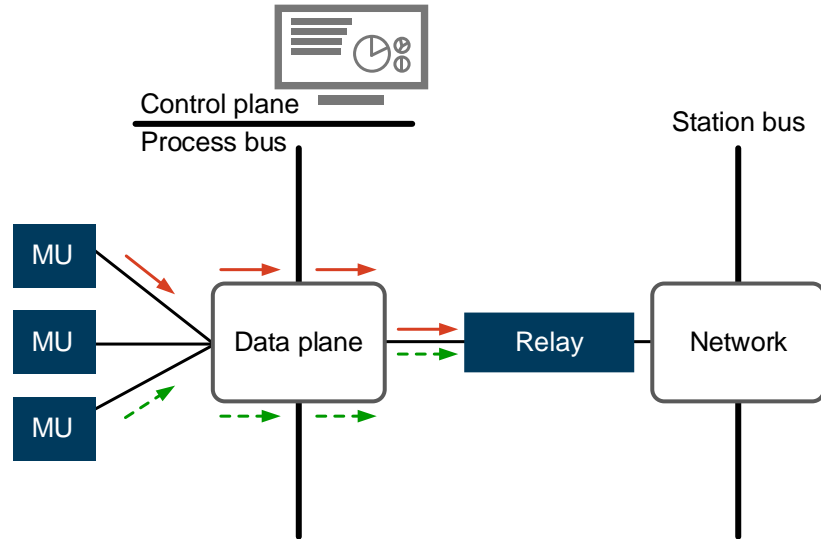 Control plane
Process bus
Station bus
MU
MU
MU
Data plane
Relay
Network